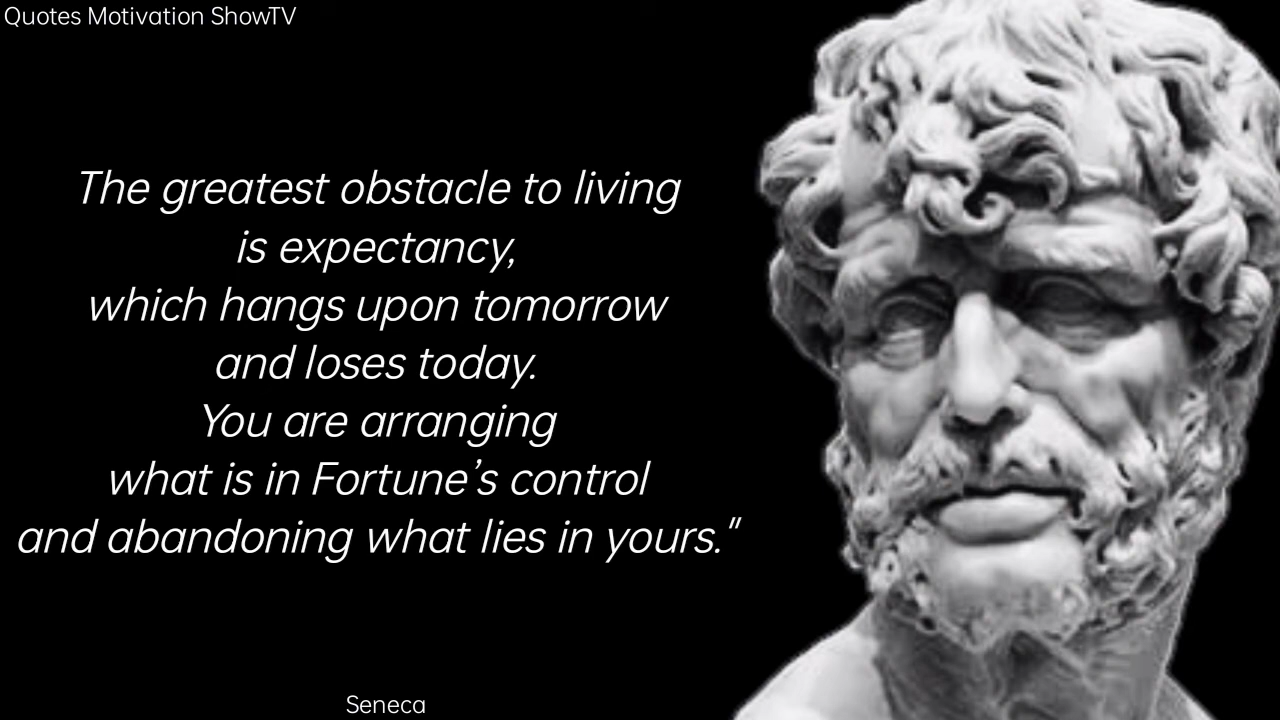 Quotes Motivation ShowTV
The greatest obstacle to living
is expectancy,
which hangs upon tomorrow
and loses today.
You are arranging
what is in Fortune’s control
and abandoning what lies in yours."
Seneca